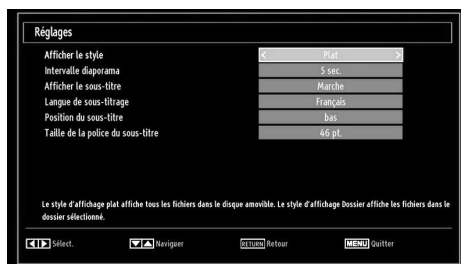 Réglages
Afficher le style < Plat >
Intervalle diaporama 5 sec.
Afficher le sous-titre Marche
Langue de sous-titrage Français
Position du sous-titre bas
Taille de la police du sous-titre 46 pt.
Le style d'affichage plat affiche tous les fichiers dans le disque amovible. Le style d'affichage Dossier affiche les fichiers dans le
dossier sélectionné.
Sélect. Naviguer RETURN Retour MENU Quitter